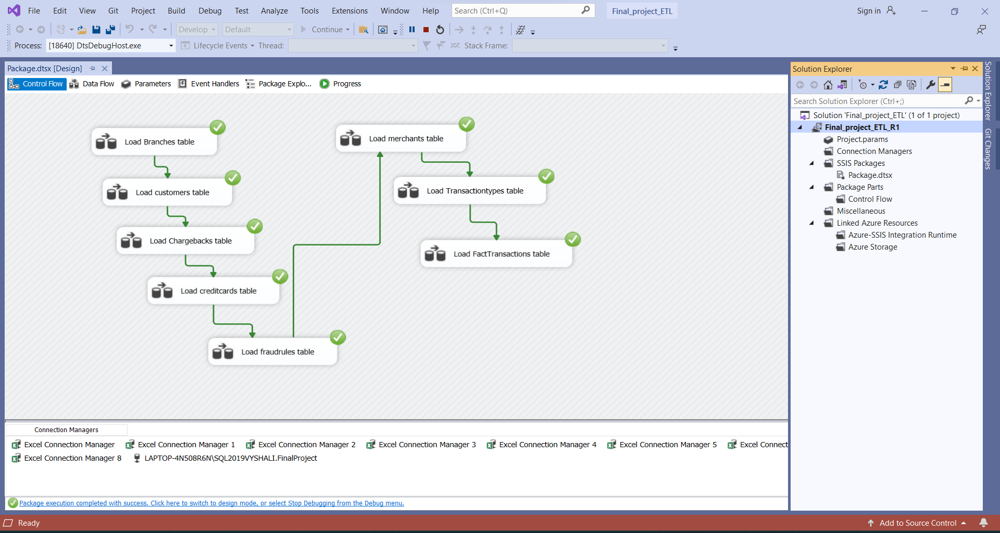 File Edit View Git Project Build Debug Test Analyze Tools Extensions Window Help Search (Ctrl+Q) Final_project_ETL Sign in
Develop Default Continue
Process: [18640] DtsDebugHost.exe Lifecycle Events Thread: Stack Frame:
Package.dtsx [Design]
Control Flow Data Flow Parameters Event Handlers Package Explo... Progress
Load Branches table
Load customers table
Load Chargebacks table
Load creditcards table
Load fraudrules table
Load merchants table
Load Transactiontypes table
Load FactTransactions table
Connection Managers
Excel Connection Manager Excel Connection Manager 1 Excel Connection Manager 2 Excel Connection Manager 3 Excel Connection Manager 4 Excel Connection Manager 5 Excel Connect
Excel Connection Manager 8 LAPTOP-4N508R6N\SQL2019VYSHALI.FinalProject
Package execution completed with success. Click here to switch to design mode, or select Stop Debugging from the Debug menu.
Solution Explorer
Search Solution Explorer (Ctrl+;)
Solution 'Final_project_ETL' (1 of 1 project)
Final_project_ETL_R1
Project.params
Connection Managers
SSIS Packages
Package.dtsx
Package Parts
Control Flow
Miscellaneous
Linked Azure Resources
Azure-SSIS Integration Runtime
Azure Storage
Solution Explorer
Git Changes
Ready Add to Source Control